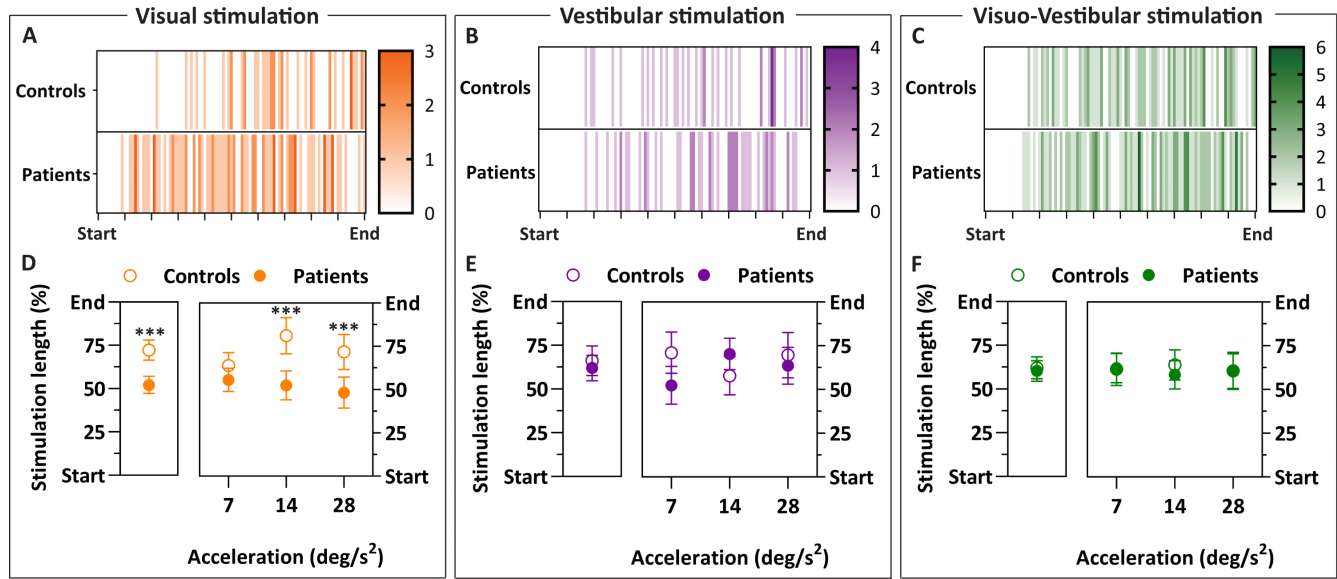 Visual stimulation
A
Controls
Patients
3
2
1
0
Start
End
D
Controls
Patients
Stimulation length (%)
End
75
50
25
Start
***
***
***
End
75
50
25
Start
7
14
28
Acceleration (deg/s²)
Vestibular stimulation
B
Controls
Patients
4
3
2
1
0
Start
End
E
Controls
Patients
Stimulation length (%)
End
75
50
25
Start
End
75
50
25
Start
7
14
28
Acceleration (deg/s²)
Visuo-Vestibular stimulation
C
Controls
Patients
6
5
4
3
2
1
0
Start
End
F
Controls
Patients
Stimulation length (%)
End
75
50
25
Start
End
75
50
25
Start
7
14
28
Acceleration (deg/s²)